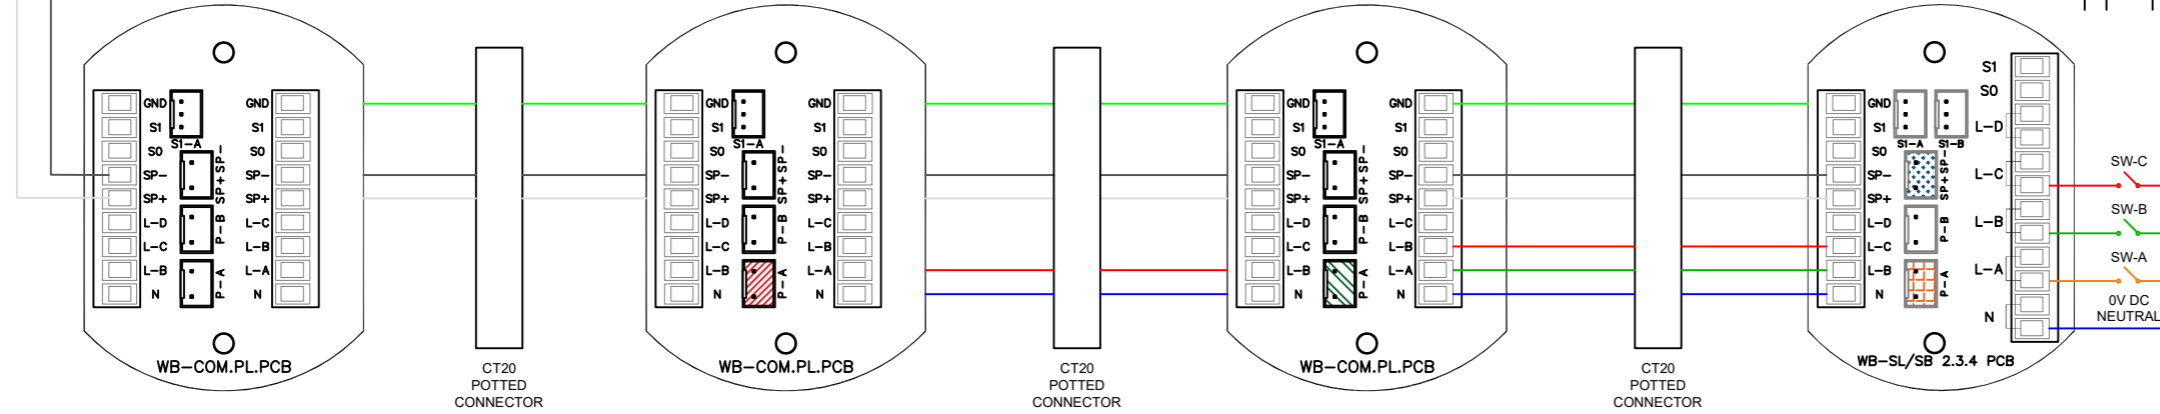 GND
S1
S0
SP-
SP+
L-D
L-C
L-B
N
S1-A
SP+ SP-
P-B
P-A
GND
S1
S0
SP-
SP+
L-C
L-B
L-A
N
WB-COM.PL.PCB
CT20
POTTED
CONNECTOR
GND
S1
S0
SP-
SP+
L-D
L-C
L-B
N
S1-A
SP+ SP-
P-B
P-A
GND
S1
S0
SP-
SP+
L-C
L-B
L-A
N
WB-COM.PL.PCB
CT20
POTTED
CONNECTOR
GND
S1
S0
SP-
SP+
L-D
L-C
L-B
N
S1-A
SP+ SP-
P-B
P-A
GND
S1
S0
SP-
SP+
L-C
L-B
L-A
N
WB-COM.PL.PCB
CT20
POTTED
CONNECTOR
GND
S1
S0
SP-
SP+
L-D
L-C
L-B
N
S1-A
S1-B
SP+ SP-
P-B
P-A
S1
S0
L-D
L-C
L-B
L-A
N
WB-SL/SB 2.3.4 PCB
SW-C
SW-B
SW-A
0V DC
NEUTRAL